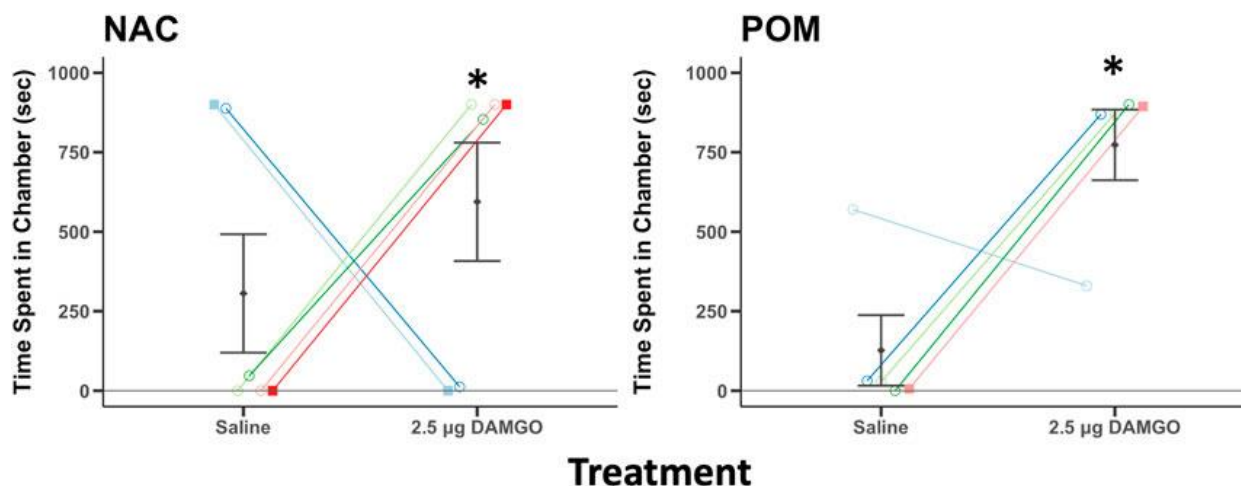 NAC
Time Spent in Chamber (sec)
1000
750
500
250
0
*
Saline
2.5 µg DAMGO
POM
Time Spent in Chamber (sec)
1000
750
500
250
0
*
Saline
2.5 µg DAMGO
Treatment